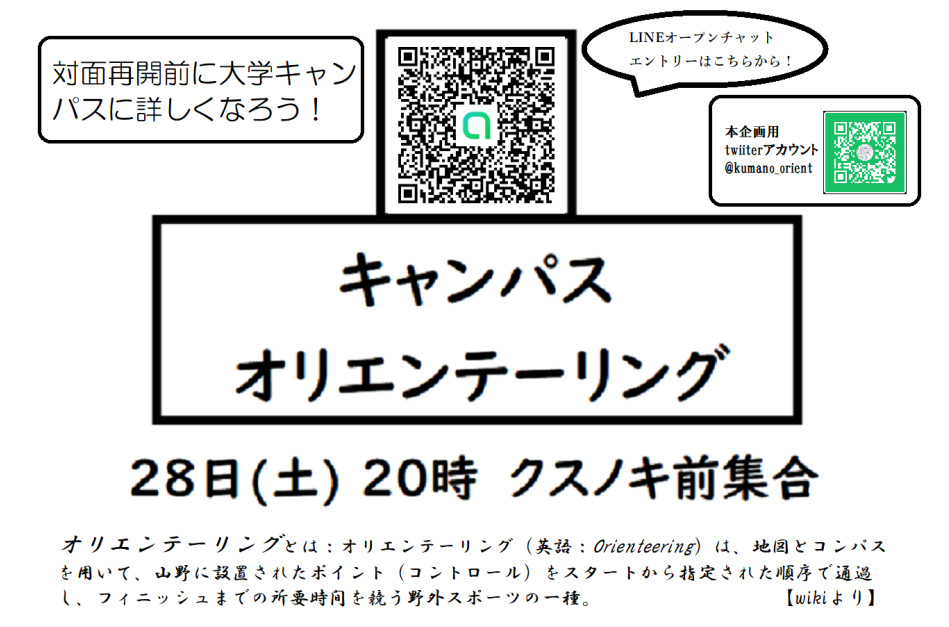 対面再開前に大学キャン
パスに詳しくなろう！
LINEオープンチャット
エントリーはこちらから！
本企画用
twiiterアカウント
@kumano_orient
キャンパス
オリエンテーリング
28日(土) 20時 クスノキ前集合
オリエンテーリングとは：オリエンテーリング（英語：Orienteering）は、地図とコンパス
を用いて、山野に設置されたポイント（コントロール）をスタートから指定された順序で通過
し、フィニッシュまでの所要時間を競う野外スポーツの一種。 【wikiより】